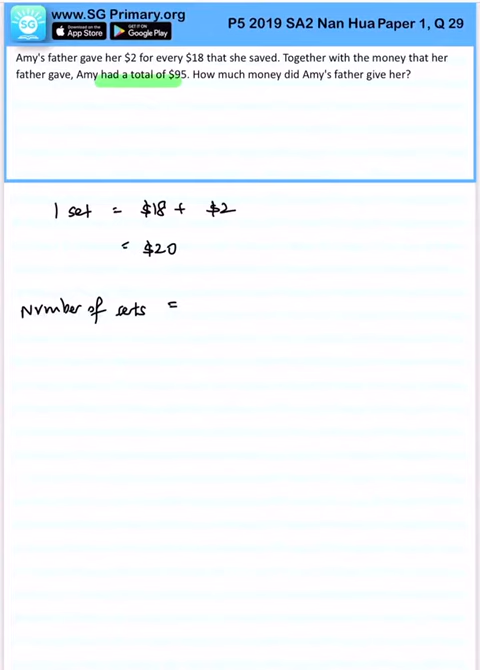 www.SG Primary.org
Download on the App Store GET IT ON Google Play
P5 2019 SA2 Nan Hua Paper 1, Q 29
SG
Amy's father gave her $2 for every $18 that she saved. Together with the money that her
father gave, Amy had a total of $95. How much money did Amy's father give her?
1 set = $18 + $2
= $20
Number of sets =